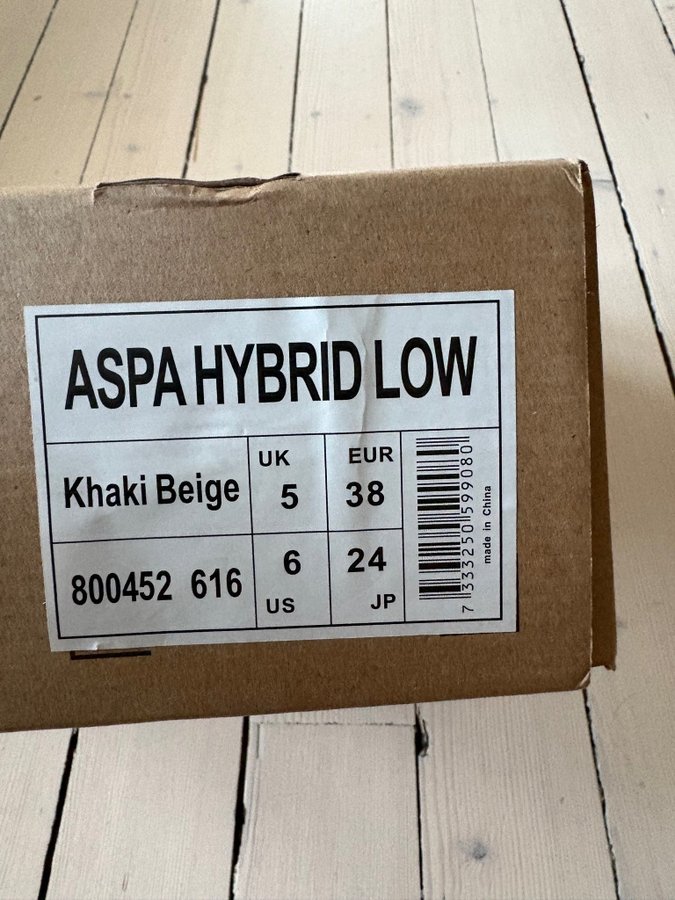 ASPA HYBRID LOW
Khaki Beige
UK
5
EUR
38
800452 616
6
US
24
JP
7 333250 599080
made in China